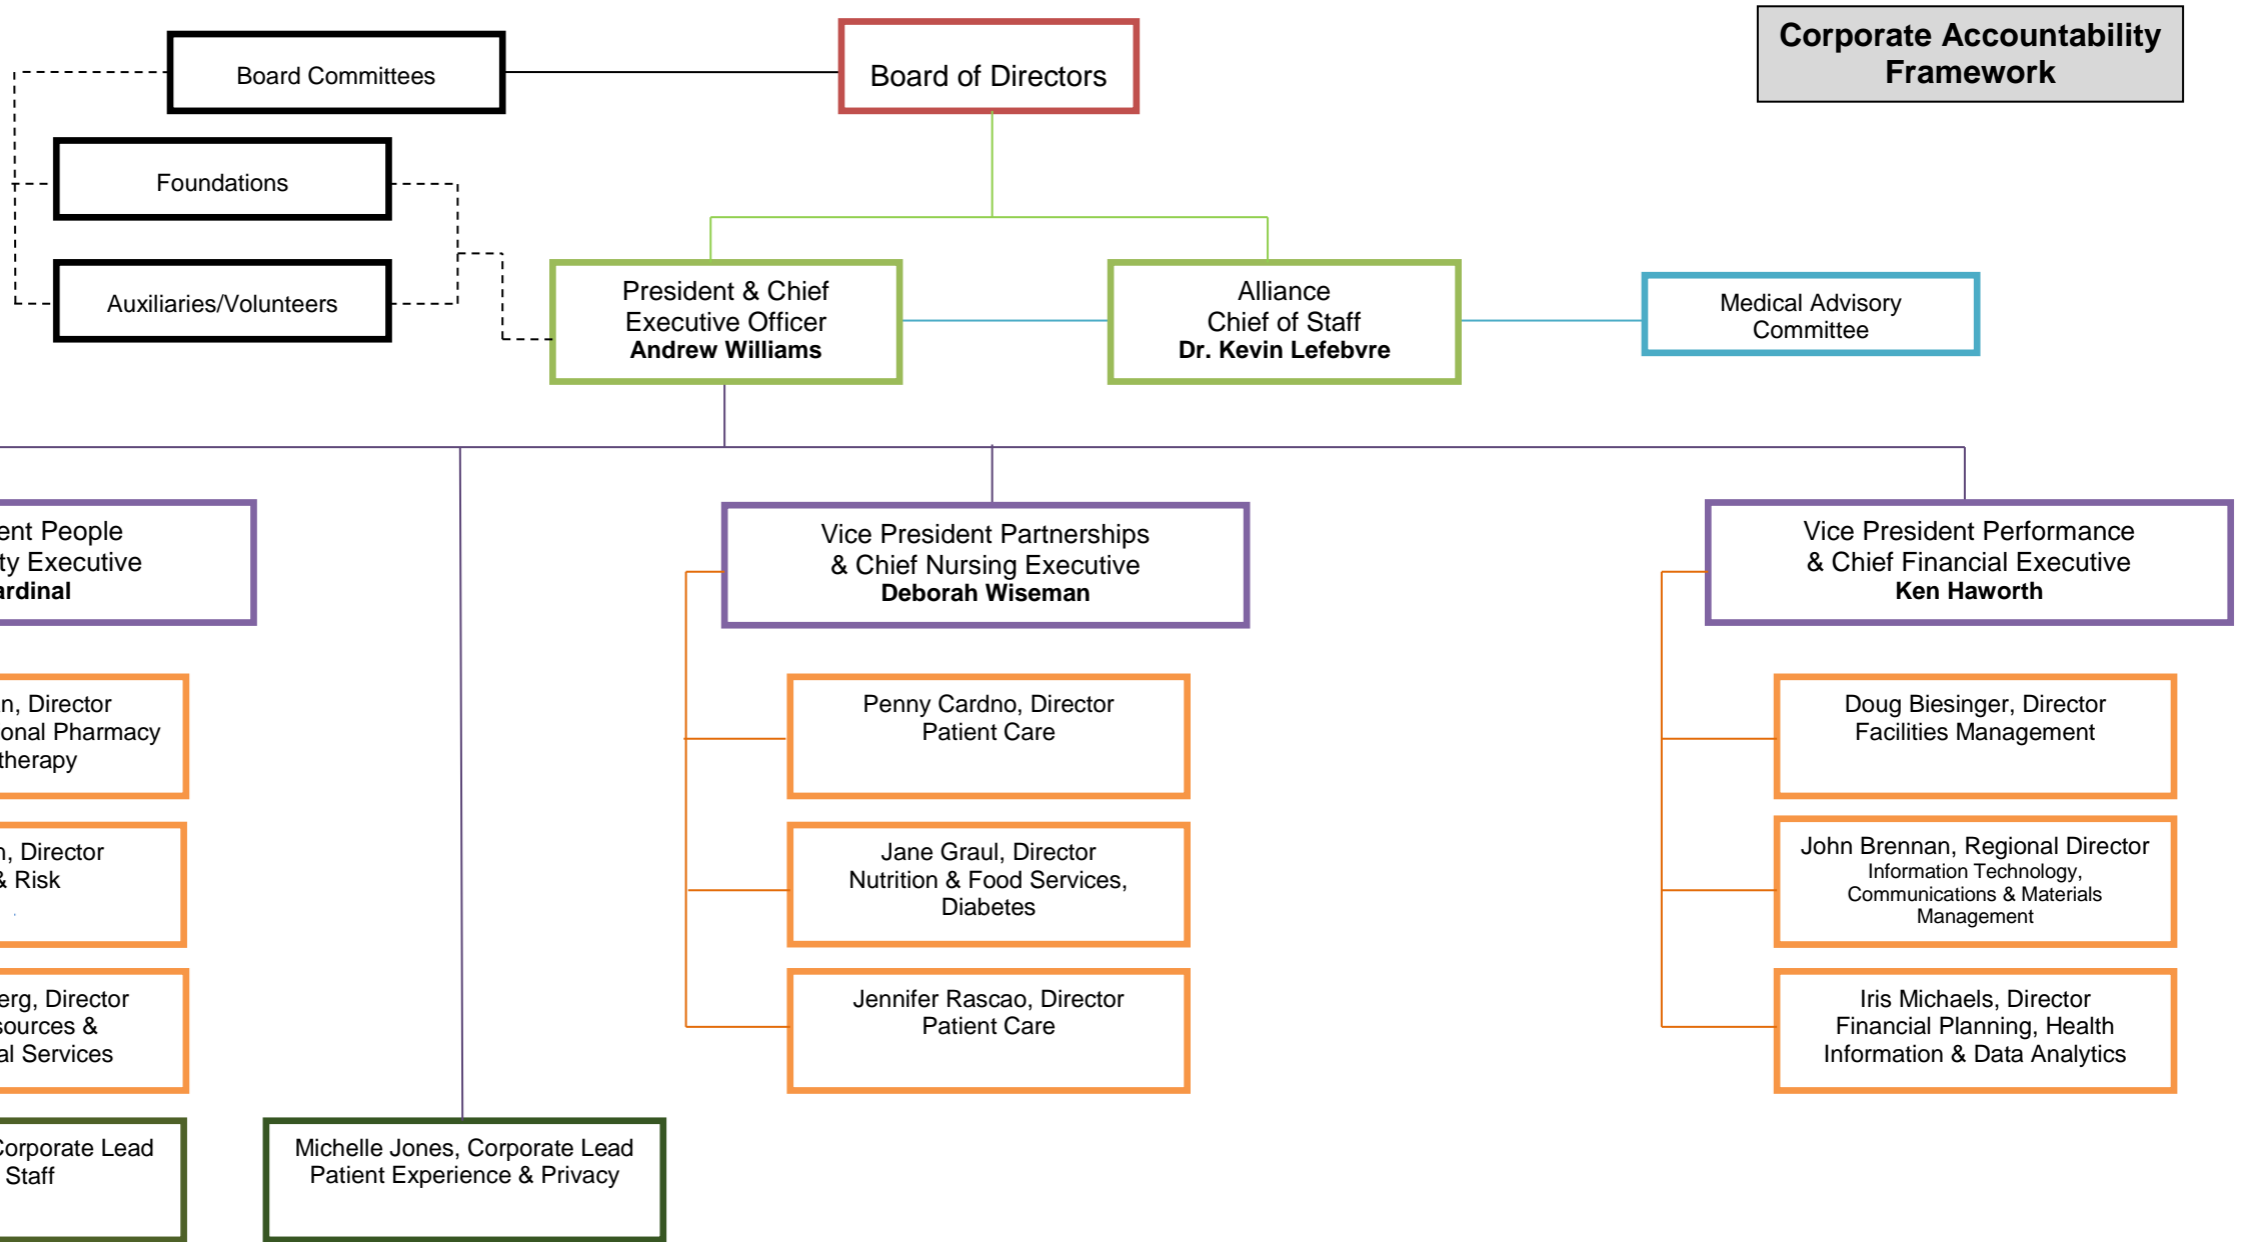 Corporate Accountability
Framework
Board Committees
Board of Directors
Foundations
Auxiliaries/Volunteers
President & Chief
Executive Officer
Andrew Williams
Alliance
Chief of Staff
Dr. Kevin Lefebvre
Medical Advisory
Committee
ent People
ty Executive
ardinal
Vice President Partnerships
& Chief Nursing Executive
Deborah Wiseman
Vice President Performance
& Chief Financial Executive
Ken Haworth
n, Director
onal Pharmacy
therapy
Penny Cardno, Director
Patient Care
Doug Biesinger, Director
Facilities Management
n, Director
& Risk
Jane Graul, Director
Nutrition & Food Services,
Diabetes
John Brennan, Regional Director
Information Technology,
Communications & Materials
Management
erg, Director
sources &
al Services
Jennifer Rascao, Director
Patient Care
Iris Michaels, Director
Financial Planning, Health
Information & Data Analytics
Corporate Lead
Staff
Michelle Jones, Corporate Lead
Patient Experience & Privacy